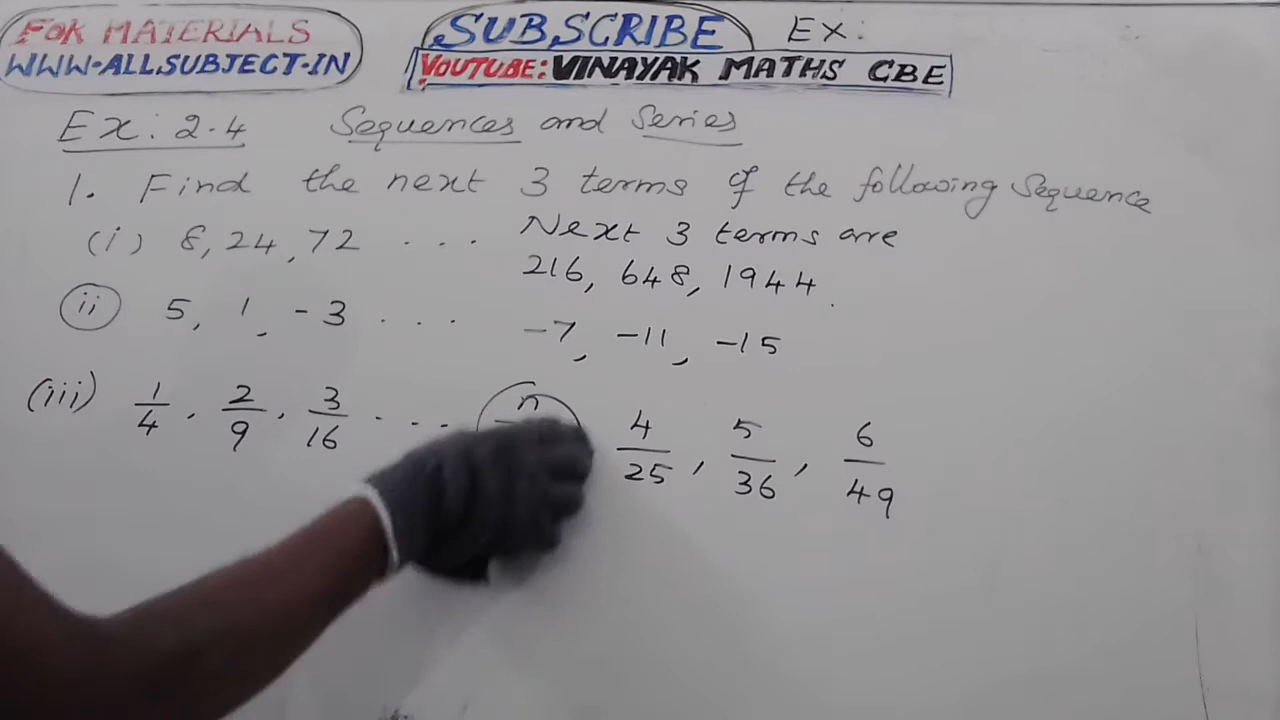 FOR MATERIALS
WWW.ALLSUBJECT.IN
SUBSCRIBE
YOUTUBE: VINAYAK MATHS CBE
EX:
Ex: 2.4 Sequences and Series
1. Find the next 3 terms of the following Sequence
(i) 8, 24, 72 ... Next 3 terms are
216, 648, 1944.
(ii) 5, 1, -3 ... -7, -11, -15
(iii) 1/4, 2/9, 3/16 ... n 4/25, 5/36, 6/49